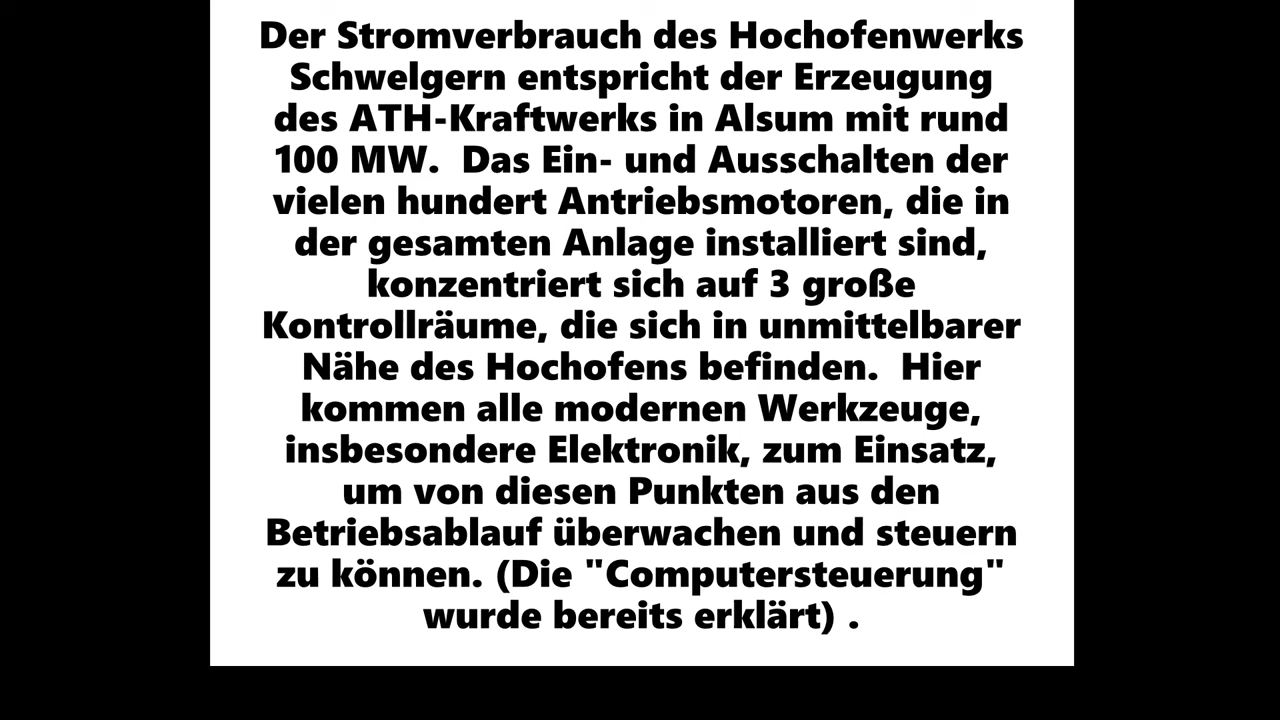 Der Stromverbrauch des Hochofenwerks
Schwelgern entspricht der Erzeugung
des ATH-Kraftwerks in Alsum mit rund
100 MW.  Das Ein- und Ausschalten der
vielen hundert Antriebsmotoren, die in
der gesamten Anlage installiert sind,
konzentriert sich auf 3 große
Kontrollräume, die sich in unmittelbarer
Nähe des Hochofens befinden.  Hier
kommen alle modernen Werkzeuge,
insbesondere Elektronik, zum Einsatz,
um von diesen Punkten aus den
Betriebsablauf überwachen und steuern
zu können. (Die "Computersteuerung"
wurde bereits erklärt) .